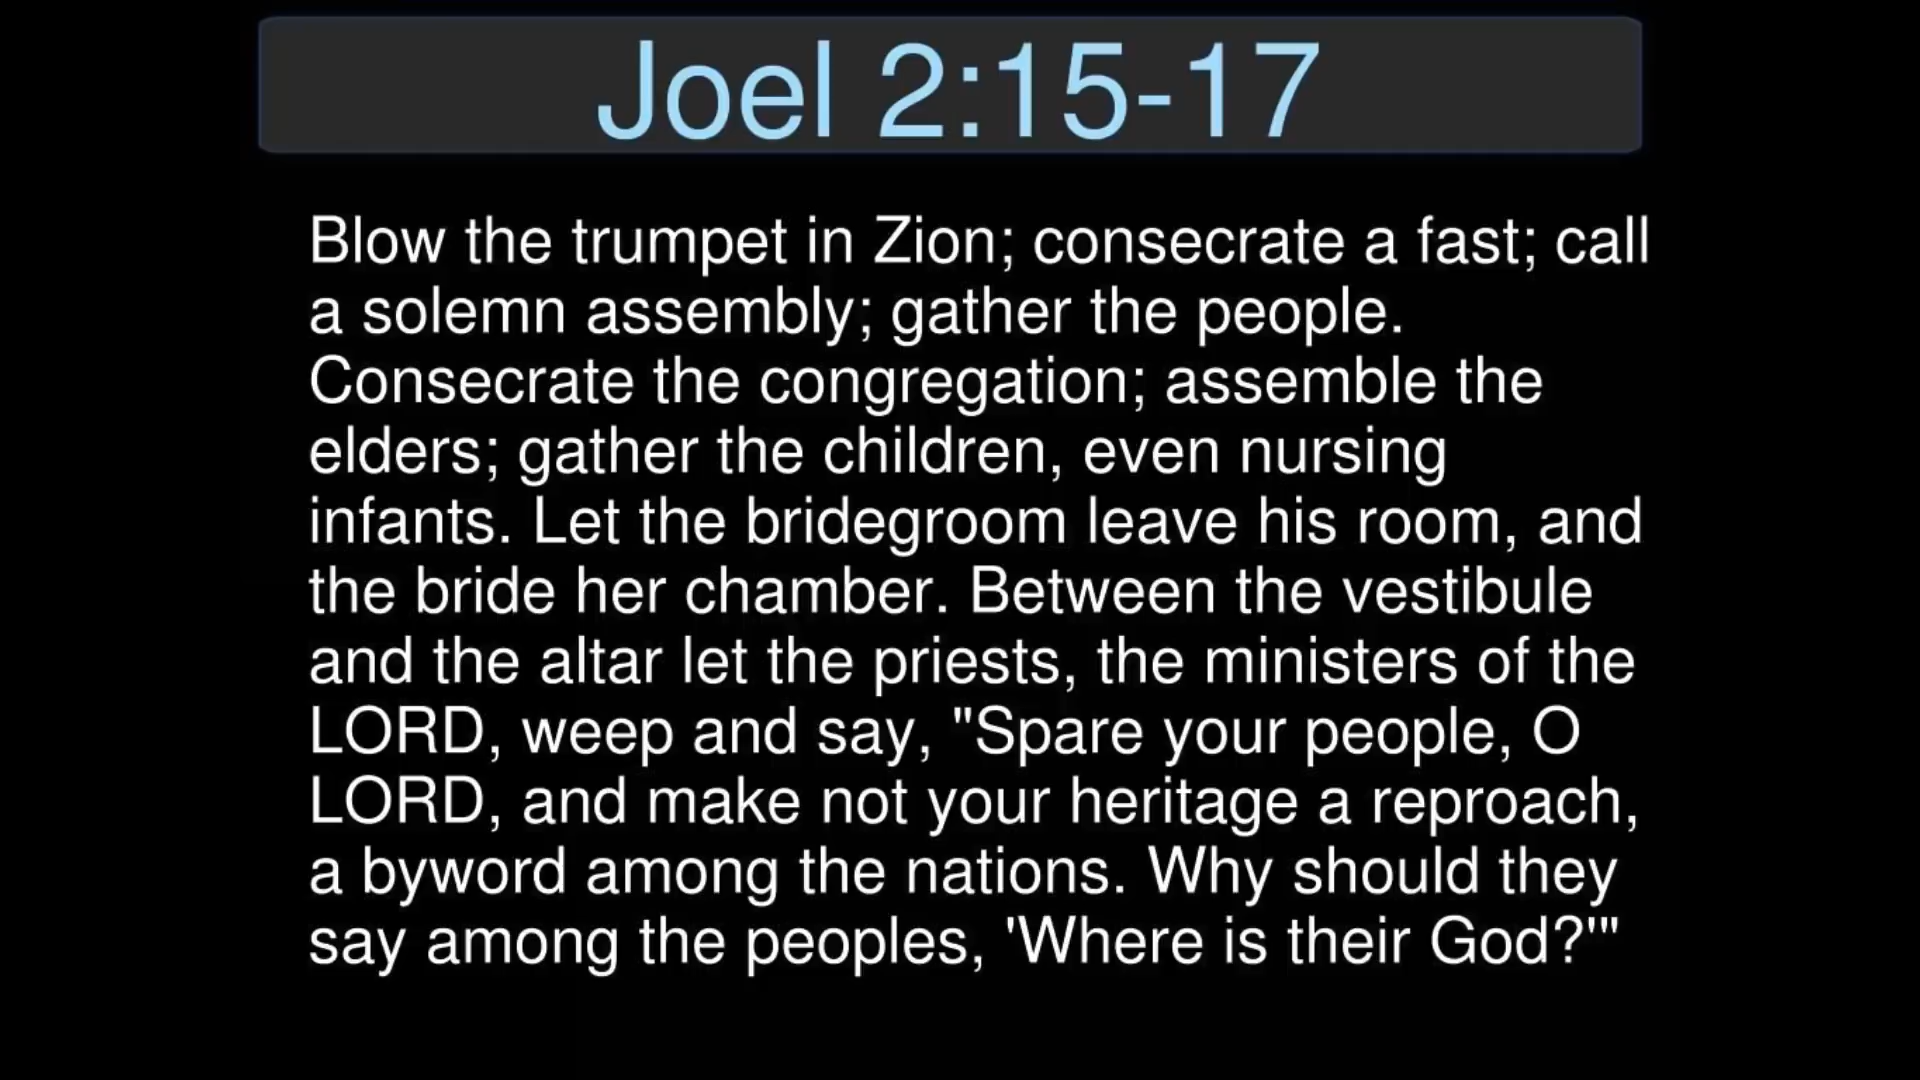 Joel 2:15-17
Blow the trumpet in Zion; consecrate a fast; call
a solemn assembly; gather the people.
Consecrate the congregation; assemble the
elders; gather the children, even nursing
infants. Let the bridegroom leave his room, and
the bride her chamber. Between the vestibule
and the altar let the priests, the ministers of the
LORD, weep and say, "Spare your people, O
LORD, and make not your heritage a reproach,
a byword among the nations. Why should they
say among the peoples, 'Where is their God?'"